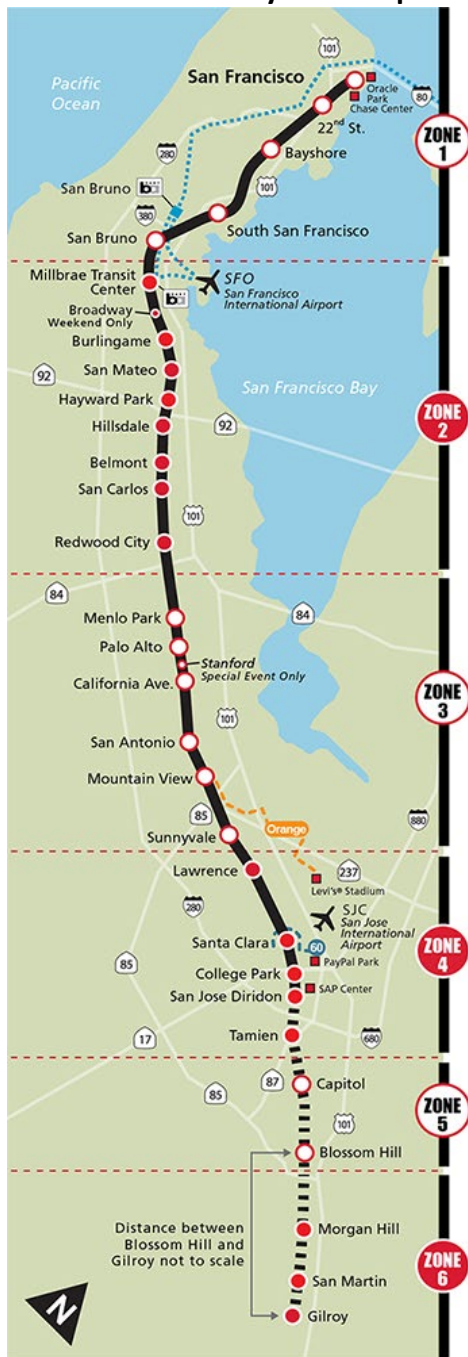 101
San Francisco
Pacific
Ocean
Oracle
Park
Chase Center
80
22nd St.
ZONE
1
Bayshore
280
101
San Bruno
ba
380
South San Francisco
San Bruno
Millbrae Transit
Center
ba
SFO
San Francisco
International Airport
Broadway
Weekend Only
Burlingame
San Mateo
92
San Francisco Bay
Hayward Park
ZONE
2
Hillsdale
92
Belmont
San Carlos
101
Redwood City
84
Menlo Park
84
Palo Alto
Stanford
Special Event Only
California Ave.
ZONE
3
101
San Antonio
Mountain View
85
880
Orange
Sunnyvale
237
Lawrence
Levi's® Stadium
280
SJC
San Jose
International
Airport
Santa Clara
60
ZONE
4
PayPal Park
85
College Park
SAP Center
San Jose Diridon
17
Tamien
680
87
Capitol
85
ZONE
5
101
Blossom Hill
Distance between
Blossom Hill and
Gilroy not to scale
Morgan Hill
ZONE
6
San Martin
N
Gilroy